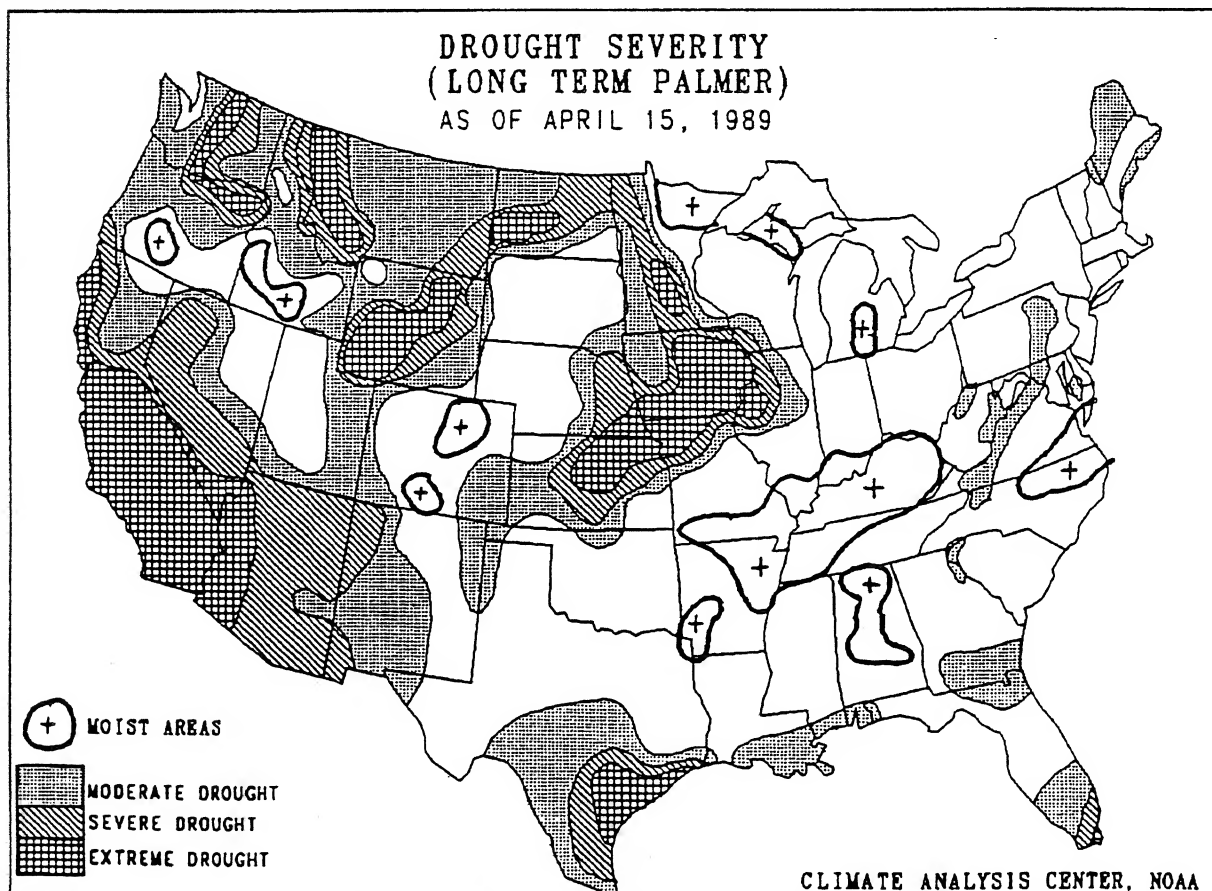 DROUGHT SEVERITY
(LONG TERM PALMER)
AS OF APRIL 15, 1989
MOIST AREAS
MODERATE DROUGHT
SEVERE DROUGHT
EXTREME DROUGHT
CLIMATE ANALYSIS CENTER, NOAA